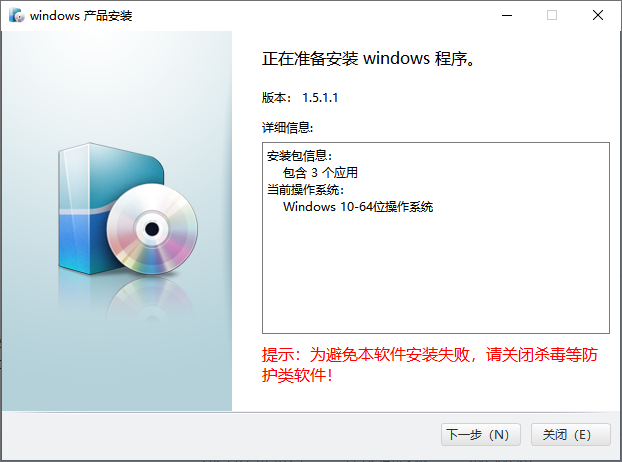 windows 产品安装
正在准备安装 windows 程序。
版本： 1.5.1.1
详细信息:
安装包信息：
包含 3 个应用
当前操作系统：
Windows 10-64位操作系统
提示：为避免本软件安装失败，请关闭杀毒等防
护类软件！
下一步（N） 关闭（E）